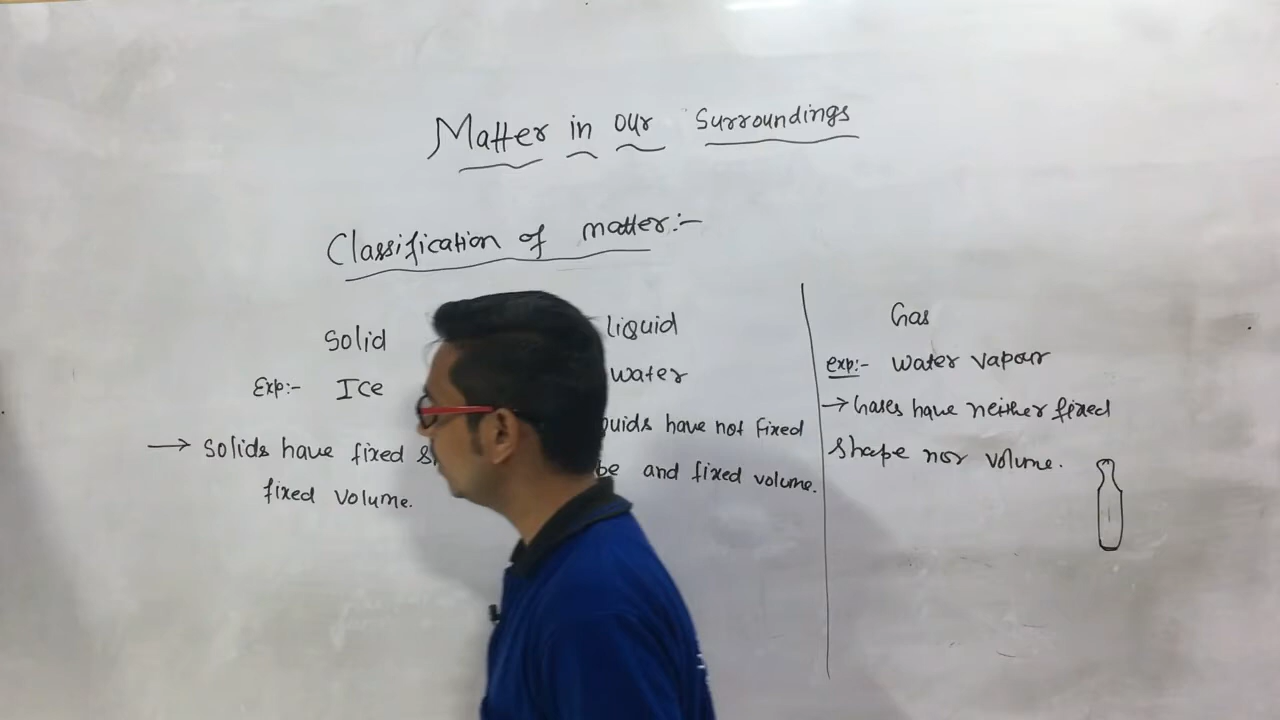 Matter in our Surroundings
Classification of matter:-
Solid
Exp:- Ice
→ Solids have fixed
fixed volume.
liquid
water
have not fixed
and fixed volume.
Gas
exp:- water vapour
→ Gases have neither fixed
shape nor volume.